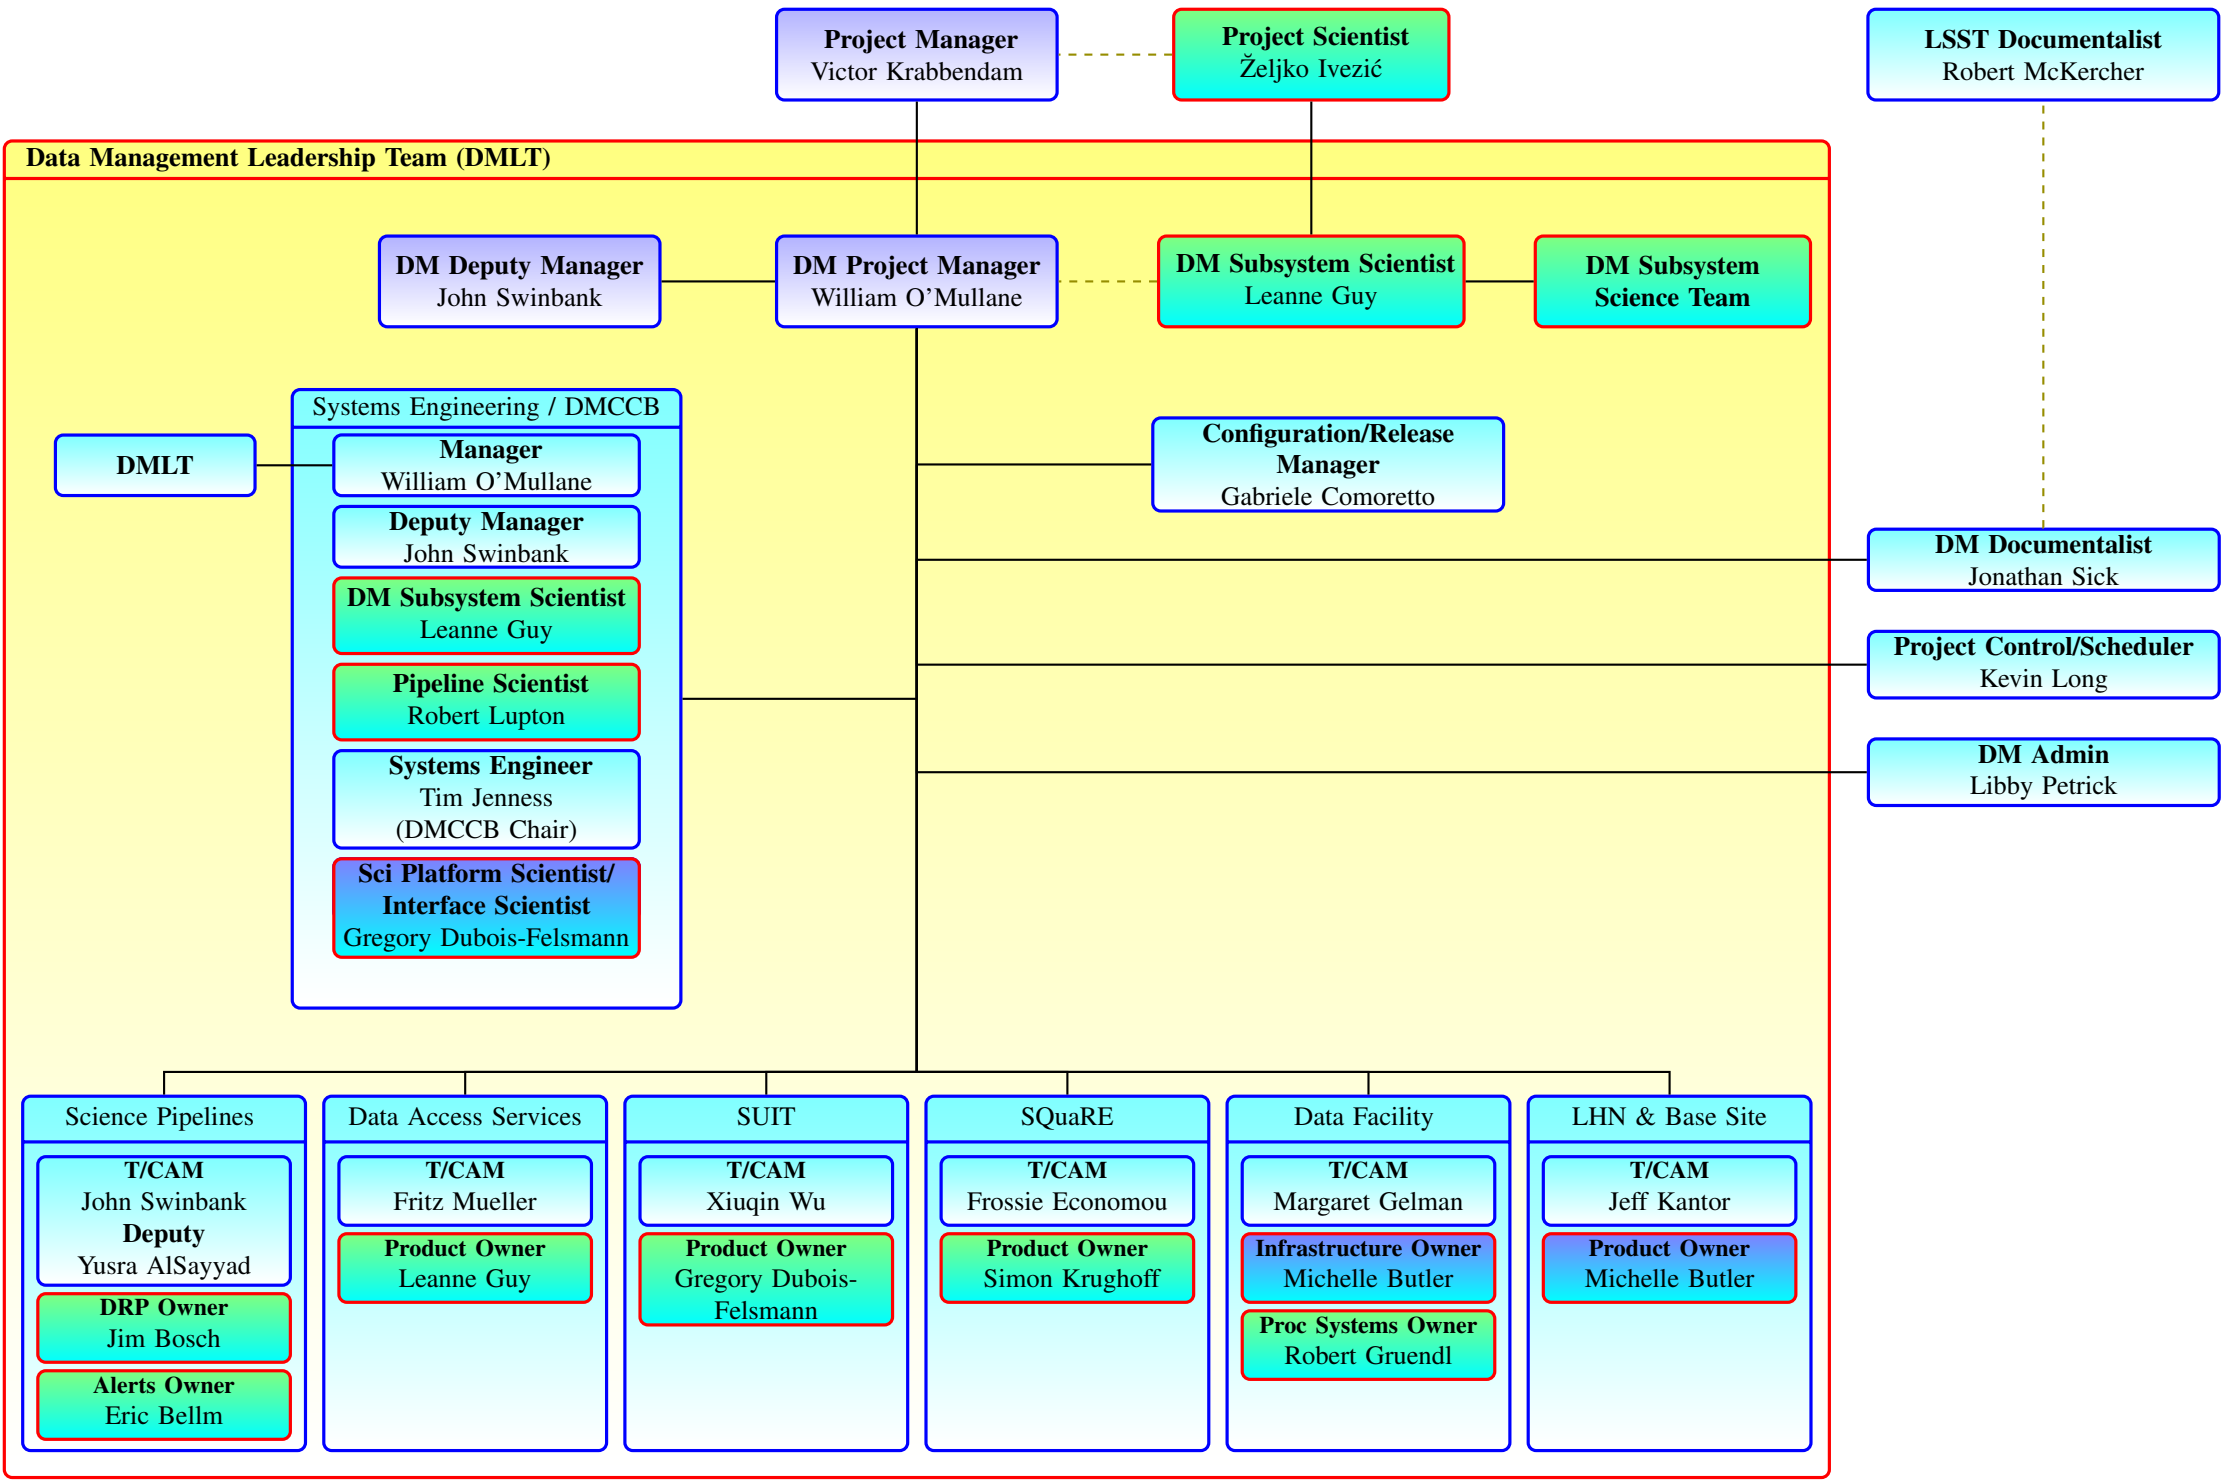 Project Manager
Victor Krabbendam
Project Scientist
Željko Ivezić
LSST Documentalist
Robert McKercher
Data Management Leadership Team (DMLT)
DM Deputy Manager
John Swinbank
DM Project Manager
William O'Mullane
DM Subsystem Scientist
Leanne Guy
DM Subsystem
Science Team
Systems Engineering / DMCCB
DMLT
Manager
William O'Mullane
Deputy Manager
John Swinbank
DM Subsystem Scientist
Leanne Guy
Pipeline Scientist
Robert Lupton
Systems Engineer
Tim Jenness
(DMCCB Chair)
Sci Platform Scientist/
Interface Scientist
Gregory Dubois-Felsmann
Configuration/Release
Manager
Gabriele Comoretto
DM Documentalist
Jonathan Sick
Project Control/Scheduler
Kevin Long
DM Admin
Libby Petrick
Science Pipelines
T/CAM
John Swinbank
Deputy
Yusra AlSayyad
DRP Owner
Jim Bosch
Alerts Owner
Eric Bellm
Data Access Services
T/CAM
Fritz Mueller
Product Owner
Leanne Guy
SUIT
T/CAM
Xiuqin Wu
Product Owner
Gregory Dubois-
Felsmann
SQuaRE
T/CAM
Frossie Economou
Product Owner
Simon Krughoff
Data Facility
T/CAM
Margaret Gelman
Infrastructure Owner
Michelle Butler
Proc Systems Owner
Robert Gruendl
LHN & Base Site
T/CAM
Jeff Kantor
Product Owner
Michelle Butler